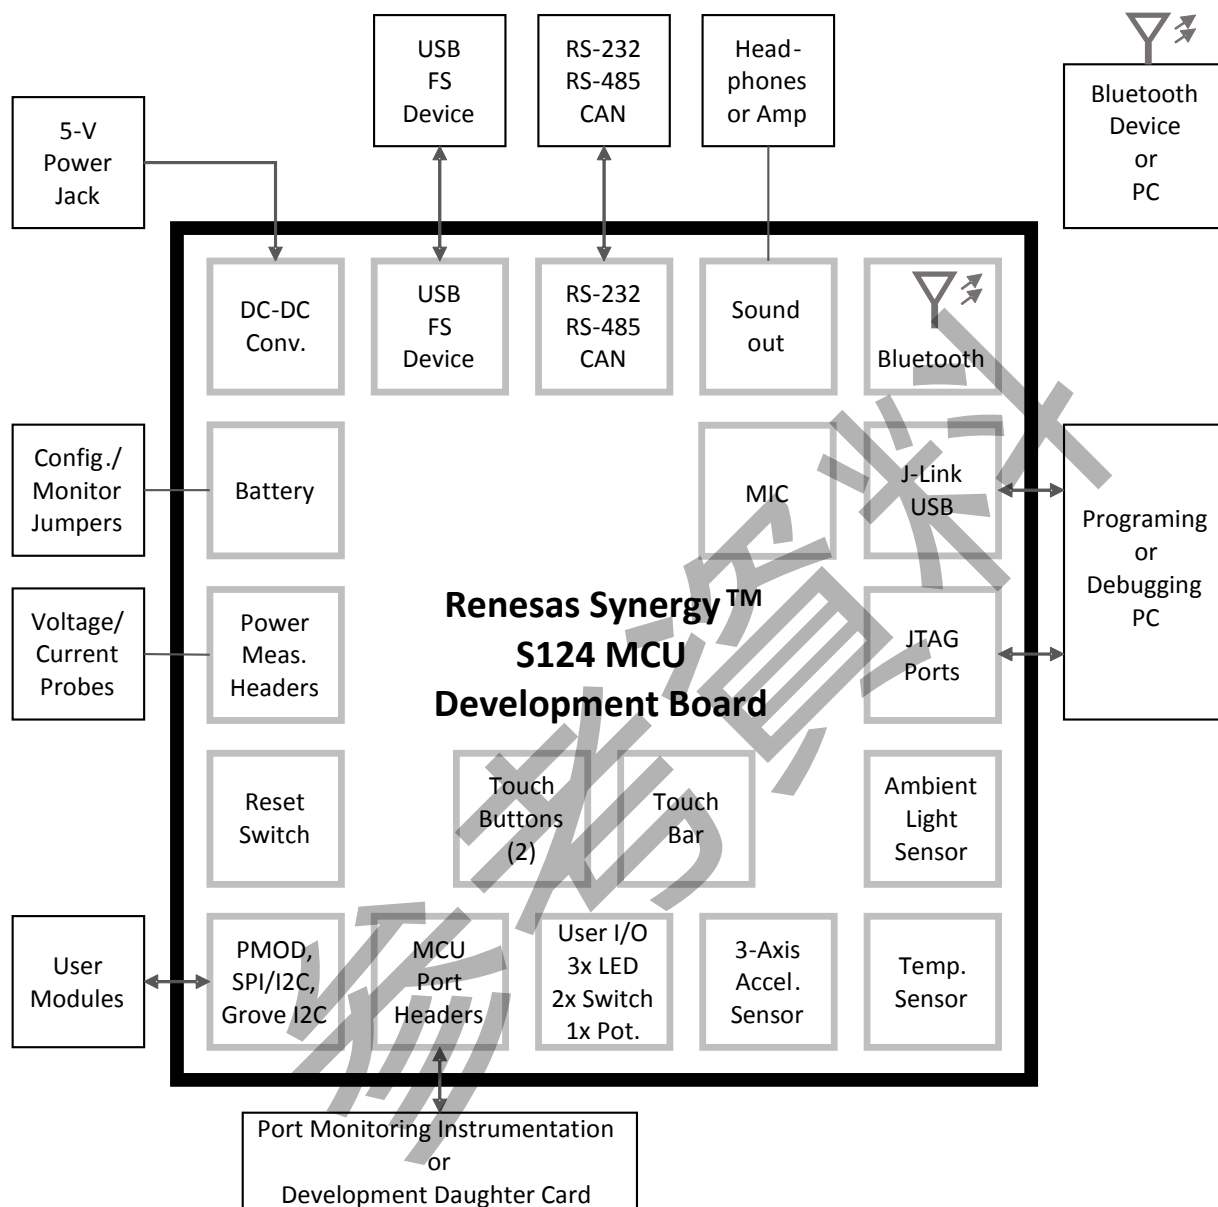 5-V
Power
Jack
USB
FS
Device
RS-232
RS-485
CAN
Head-
phones
or Amp
Bluetooth
Device
or
PC
DC-DC
Conv.
USB
FS
Device
RS-232
RS-485
CAN
Sound
out
Bluetooth
Config./
Monitor
Jumpers
Battery
MIC
J-Link
USB
Programing
or
Debugging
PC
Voltage/
Current
Probes
Power
Meas.
Headers
Renesas Synergy™
S124 MCU
Development Board
JTAG
Ports
Reset
Switch
Touch
Buttons
(2)
Touch
Bar
Ambient
Light
Sensor
User
Modules
PMOD,
SPI/I2C,
Grove I2C
MCU
Port
Headers
User I/O
3x LED
2x Switch
1x Pot.
3-Axis
Accel.
Sensor
Temp.
Sensor
Port Monitoring Instrumentation
or
Development Daughter Card
参考資料